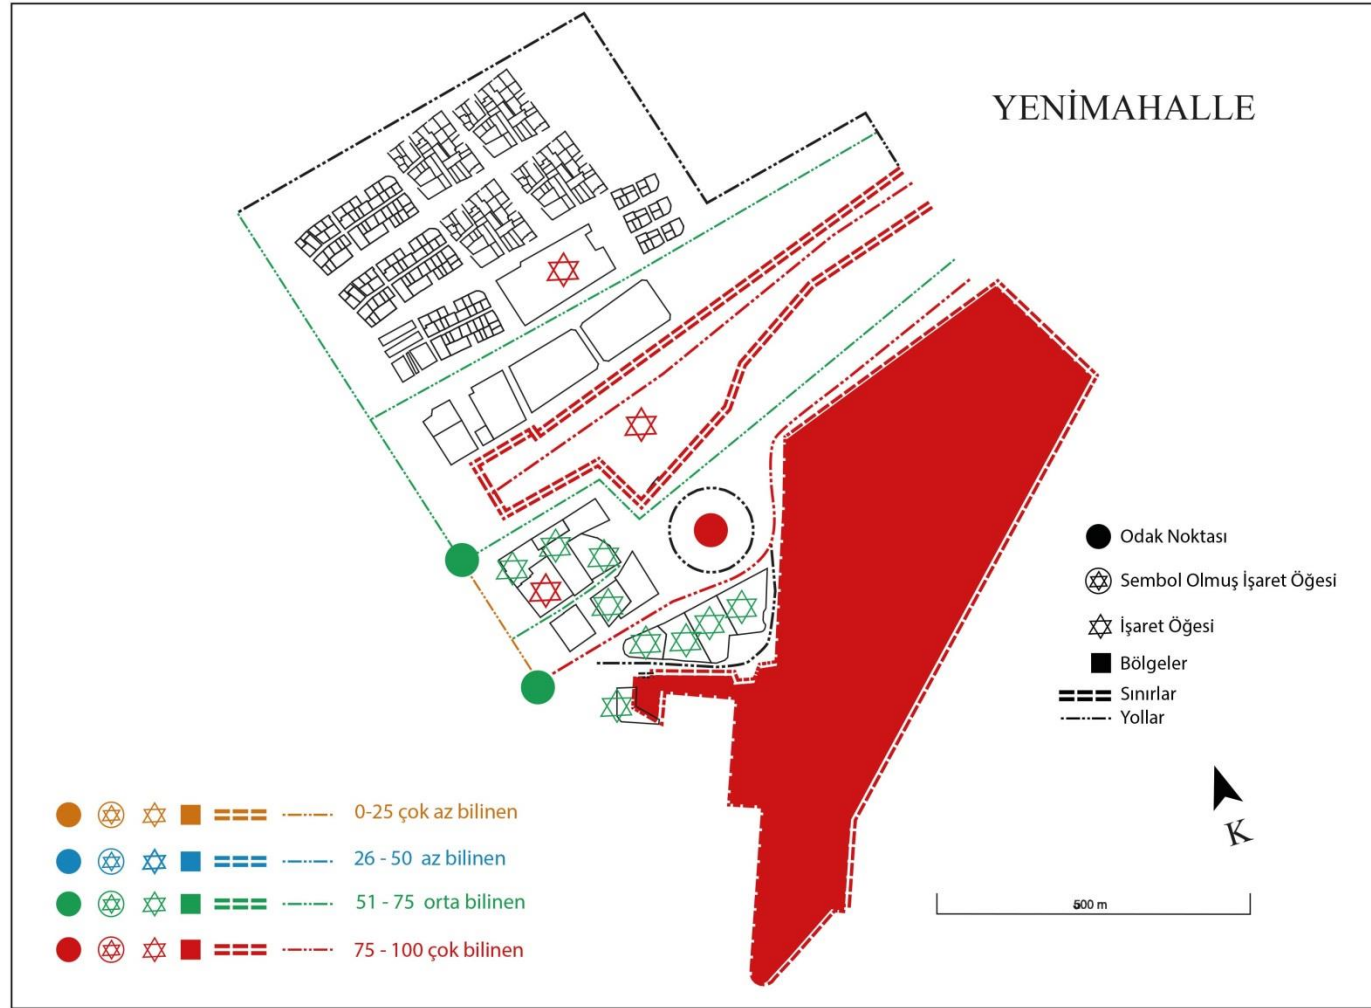 YENİMAHALLE
Odak Noktası
Sembol Olmuş İşaret Öğesi
İşaret Öğesi
Bölgeler
Sınırlar
Yollar
K
500 m
0-25 çok az bilinen
26 - 50 az bilinen
51 - 75 orta bilinen
75 - 100 çok bilinen